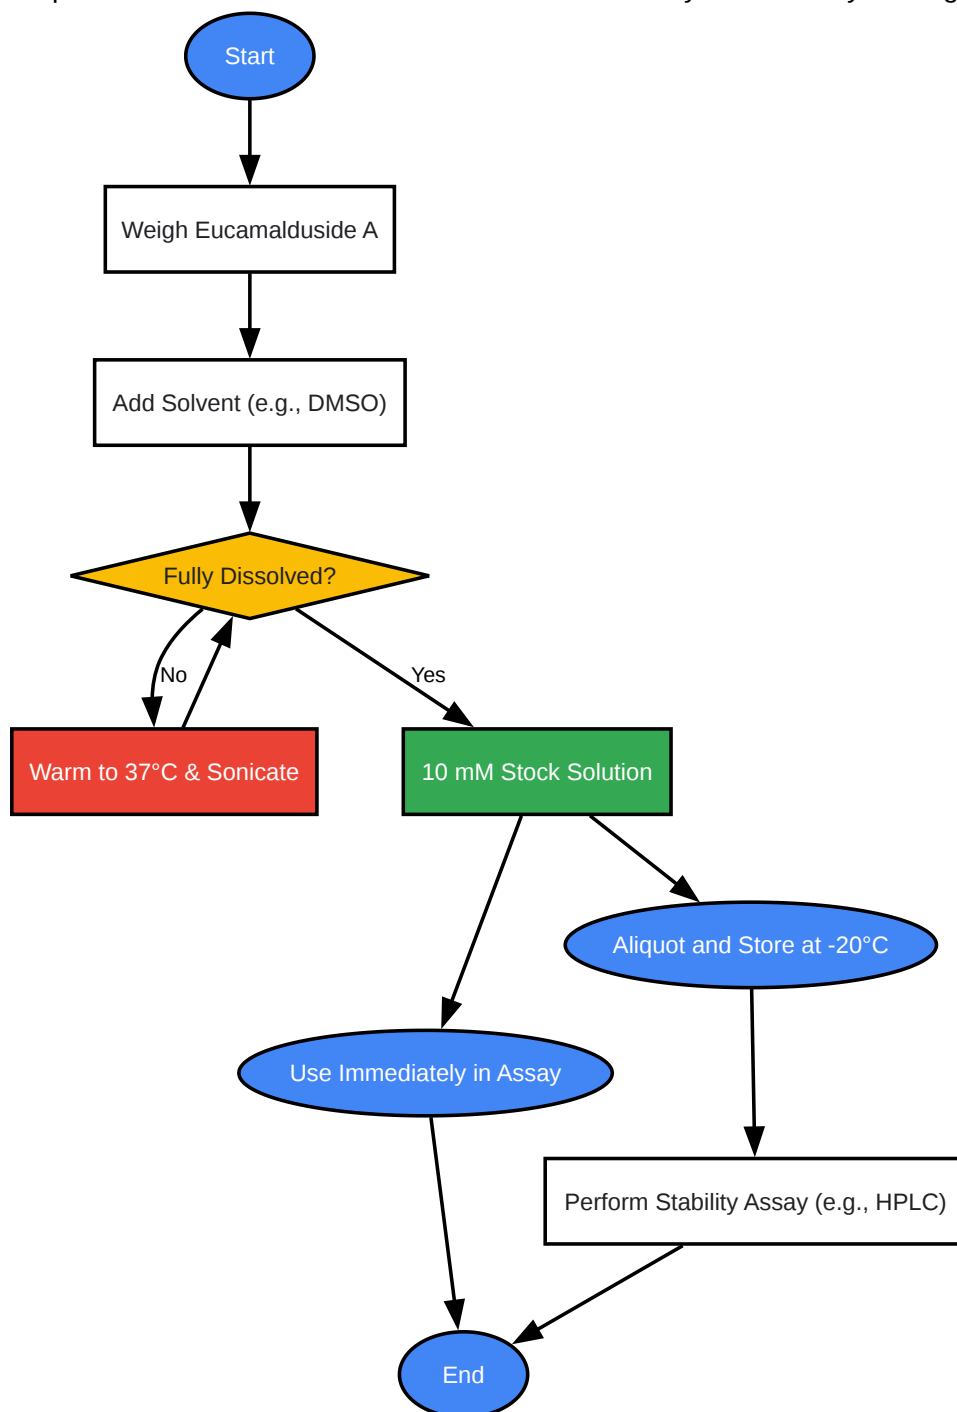 Start
Weigh Eucamalduside A
Add Solvent (e.g., DMSO)
Fully Dissolved?
No
Yes
Warm to 37°C & Sonicate
10 mM Stock Solution
Aliquot and Store at -20°C
Use Immediately in Assay
Perform Stability Assay (e.g., HPLC)
End